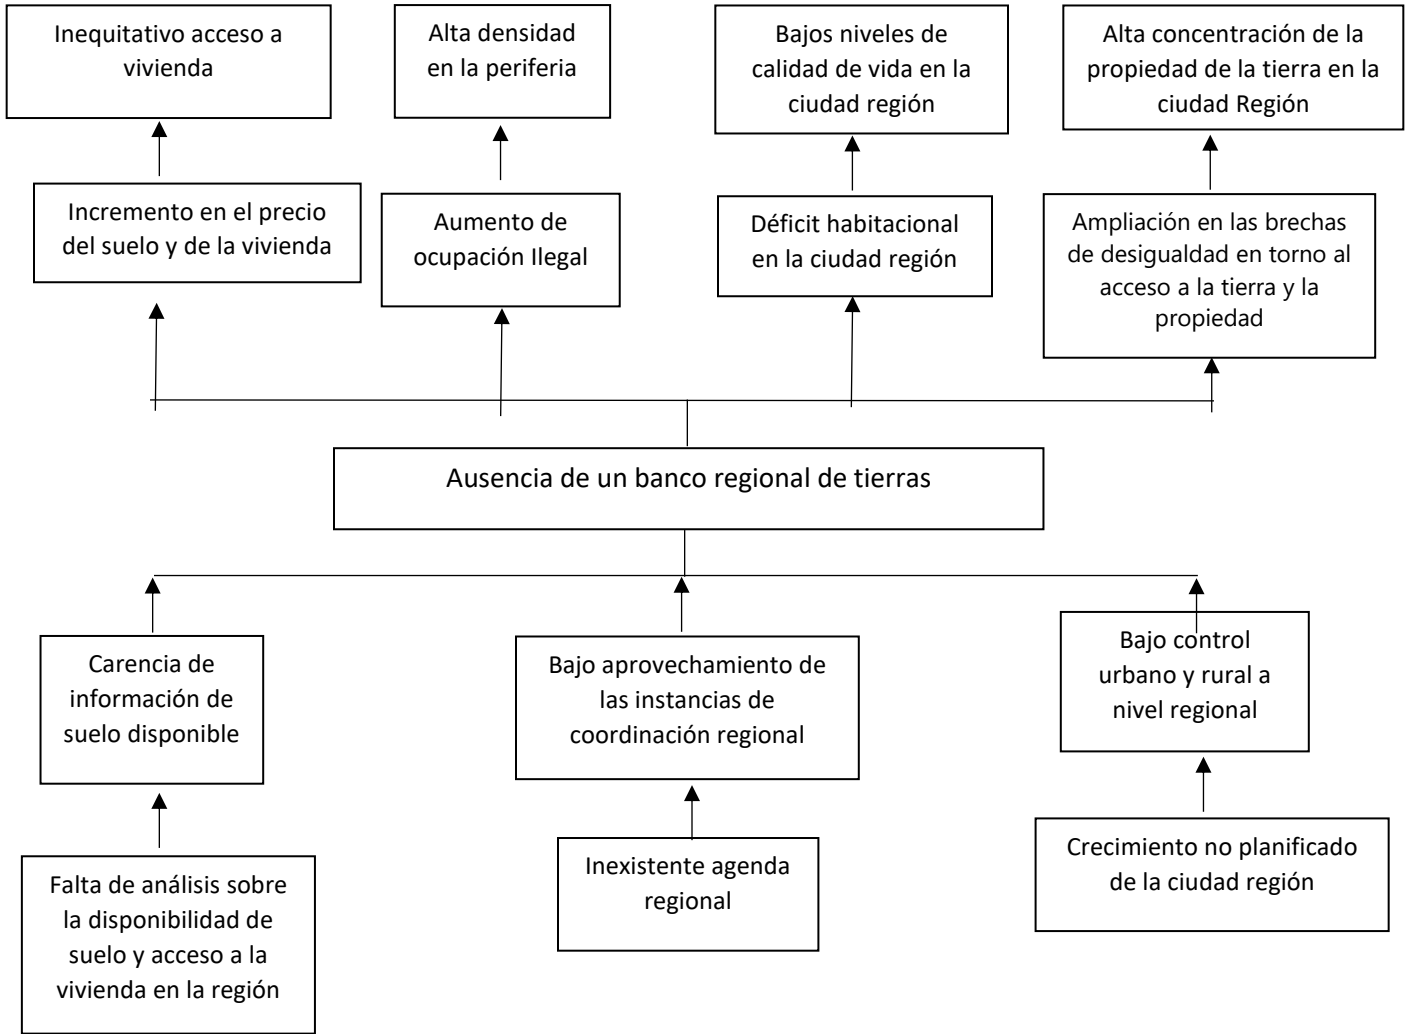 Inequitativo acceso a
vivienda
Alta densidad
en la periferia
Bajos niveles de
calidad de vida en la
ciudad región
Alta concentración de la
propiedad de la tierra en la
ciudad Región
Incremento en el precio
del suelo y de la vivienda
Aumento de
ocupación Ilegal
Déficit habitacional
en la ciudad región
Ampliación en las brechas
de desigualdad en torno al
acceso a la tierra y la
propiedad
Ausencia de un banco regional de tierras
Carencia de
información de
suelo disponible
Bajo aprovechamiento de
las instancias de
coordinación regional
Bajo control
urbano y rural a
nivel regional
Falta de análisis sobre
la disponibilidad de
suelo y acceso a la
vivienda en la región
Inexistente agenda
regional
Crecimiento no planificado
de la ciudad región